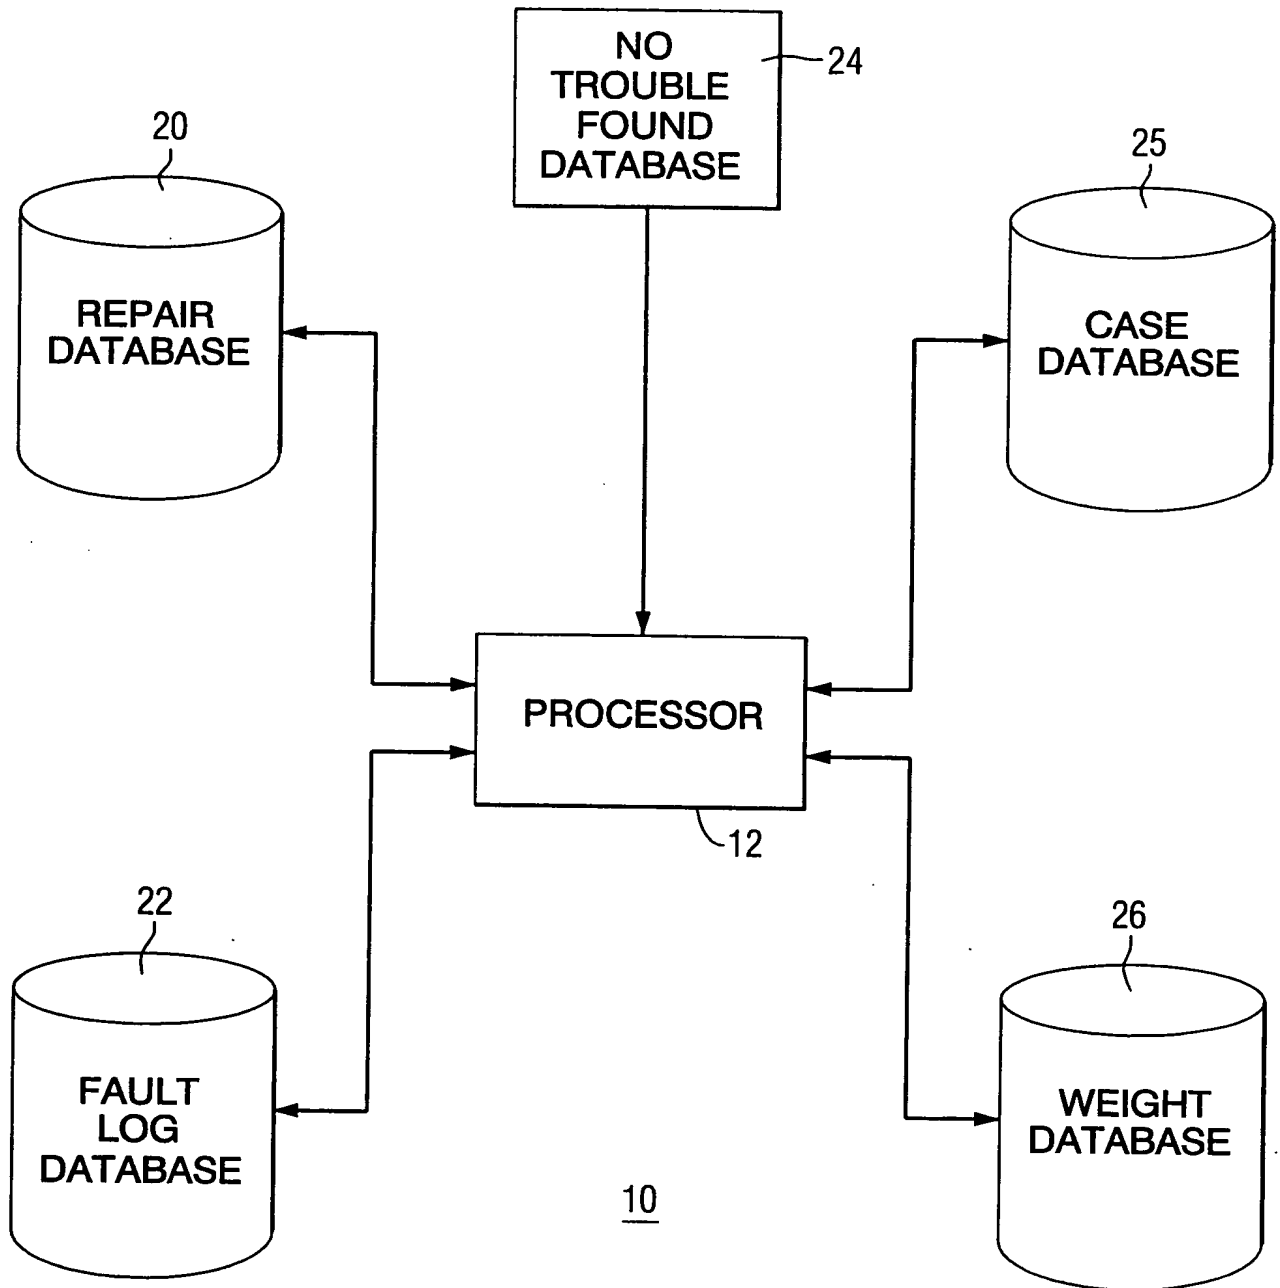 NO
TROUBLE
FOUND
DATABASE
24
20
REPAIR
DATABASE
25
CASE
DATABASE
PROCESSOR
12
22
FAULT
LOG
DATABASE
26
WEIGHT
DATABASE
10